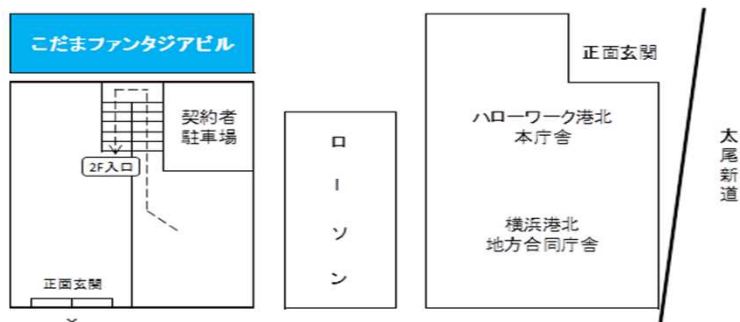 こだまファンタジアビル
契約者
駐車場
2F入口
正面玄関
ローソン
正面玄関
ハローワーク港北
本庁舎
横浜港北
地方合同庁舎
太尾新道